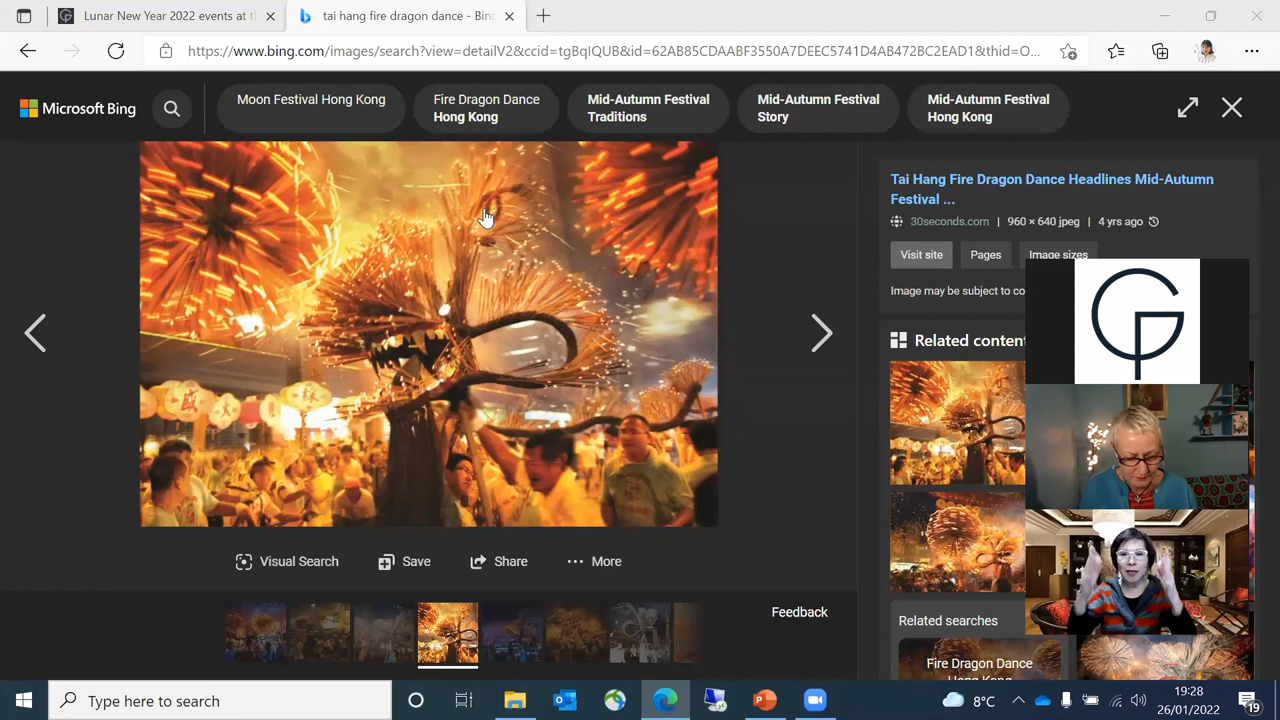 Lunar New Year 2022 events at t
tai hang fire dragon dance - Bing
https://www.bing.com/images/search?view=detailV2&ccid=tgBqIQUB&id=62AB85CDAABF3550A7DEEC5741D4AB472BC2EAD1&thid=O...
Microsoft Bing
Moon Festival Hong Kong
Fire Dragon Dance
Hong Kong
Mid-Autumn Festival
Traditions
Mid-Autumn Festival
Story
Mid-Autumn Festival
Hong Kong
Tai Hang Fire Dragon Dance Headlines Mid-Autumn
Festival ...
30seconds.com | 960 × 640 jpeg | 4 yrs ago
Visit site
Pages
Image sizes
Image may be subject to co
Related content
Visual Search
Save
Share
More
Feedback
Related searches
Fire Dragon Dance
Type here to search
8°C
19:28
26/01/2022
19